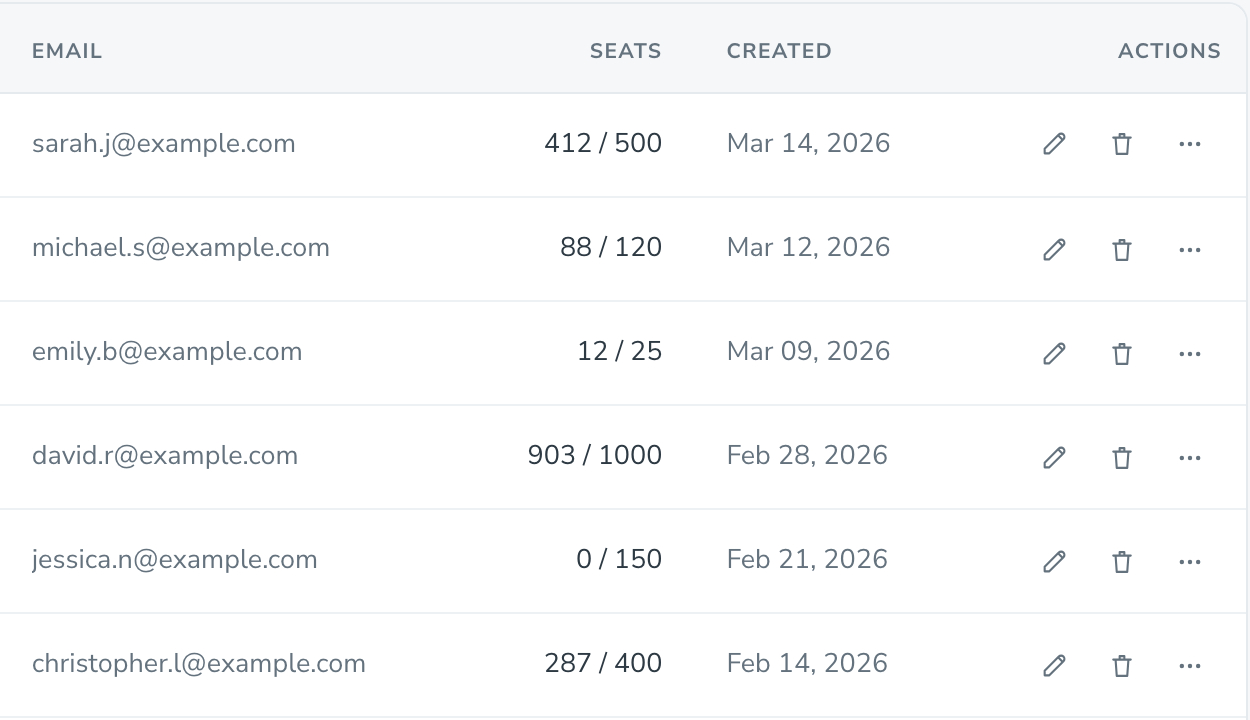 EMAIL SEATS CREATED ACTIONS
sarah.j@example.com 412 / 500 Mar 14, 2026
michael.s@example.com 88 / 120 Mar 12, 2026
emily.b@example.com 12 / 25 Mar 09, 2026
david.r@example.com 903 / 1000 Feb 28, 2026
jessica.n@example.com 0 / 150 Feb 21, 2026
christopher.l@example.com 287 / 400 Feb 14, 2026